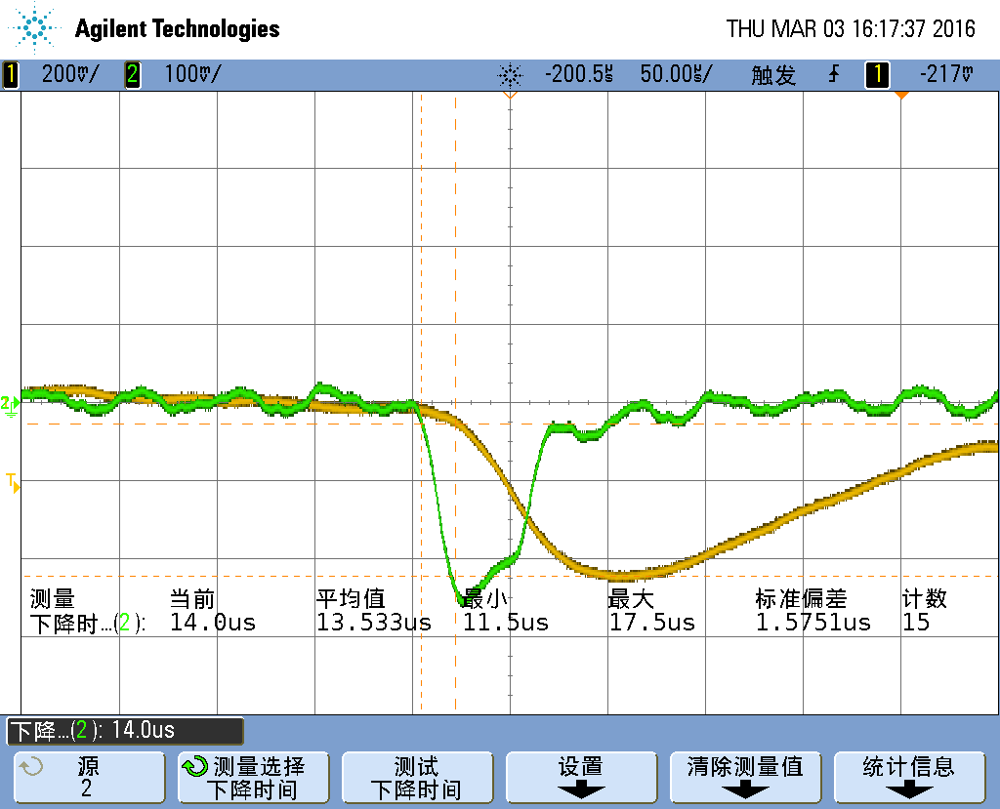 Agilent Technologies
THU MAR 03 16:17:37 2016
1 200mV/ 2 100mV/ -200.5us 50.00us/ 触发 1 -217mV
2
T
测量 当前 平均值 最小 最大 标准偏差 计数
下降时...(2): 14.0us 13.533us 11.5us 17.5us 1.5751us 15
下降...(2): 14.0us
源
2
测量选择
下降时间
测试
下降时间
设置
清除测量值
统计信息